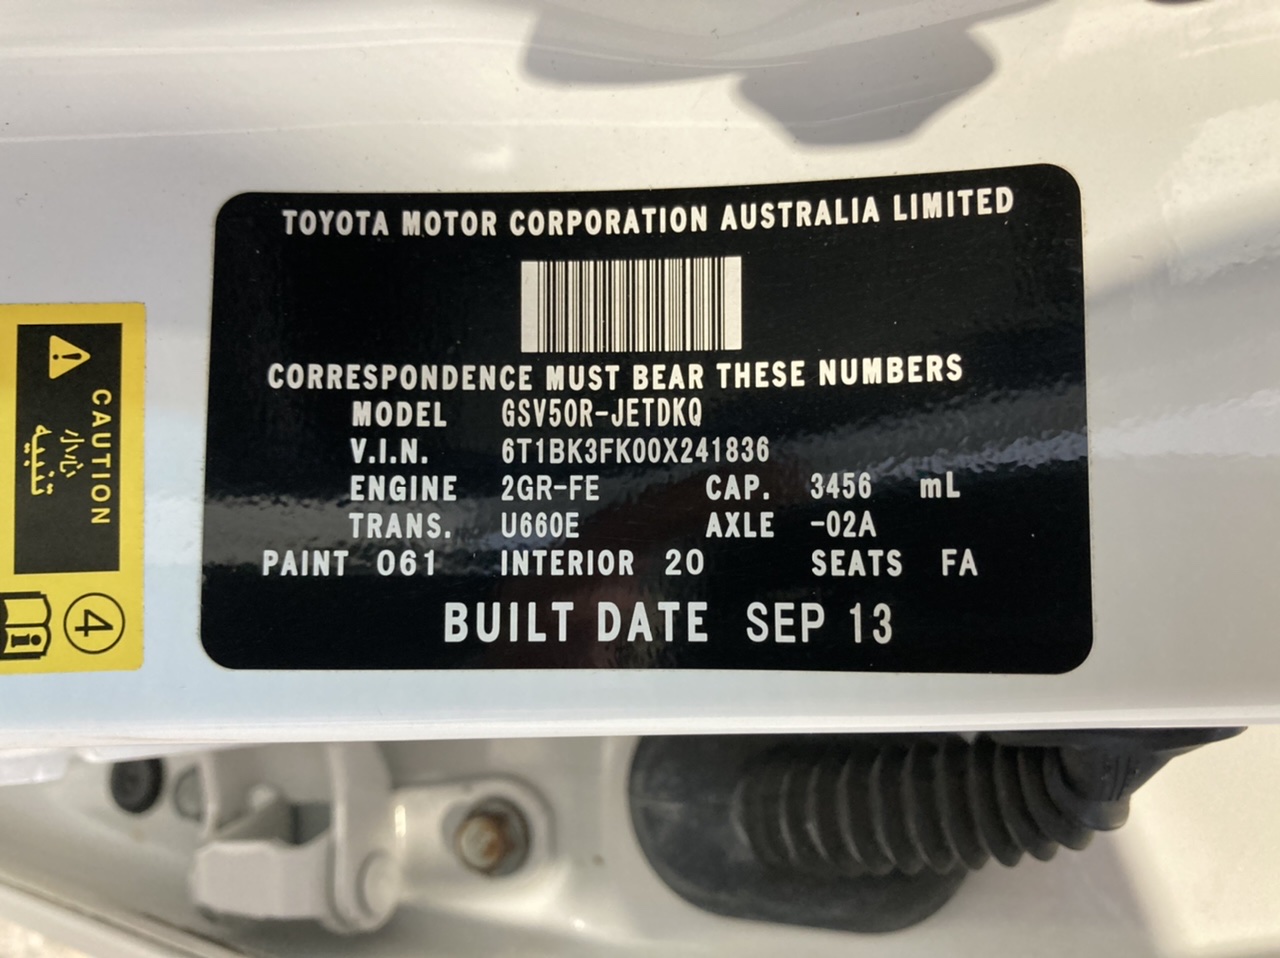 TOYOTA MOTOR CORPORATION AUSTRALIA LIMITED
CORRESPONDENCE MUST BEAR THESE NUMBERS
MODEL GSV50R-JETDKQ
V.I.N. 6T1BK3FK00X241836
ENGINE 2GR-FE CAP. 3456 mL
TRANS. U660E AXLE -02A
PAINT 061 INTERIOR 20 SEATS FA
BUILT DATE SEP 13
CAUTION
تنبيه
4